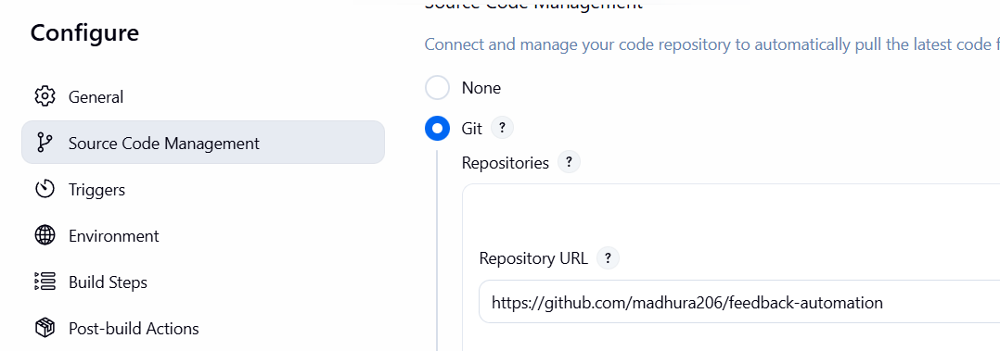 Configure
General
Source Code Management
Triggers
Environment
Build Steps
Post-build Actions
Source Code Management
Connect and manage your code repository to automatically pull the latest code f
None
Git ?
Repositories ?
Repository URL ?
https://github.com/madhura206/feedback-automation